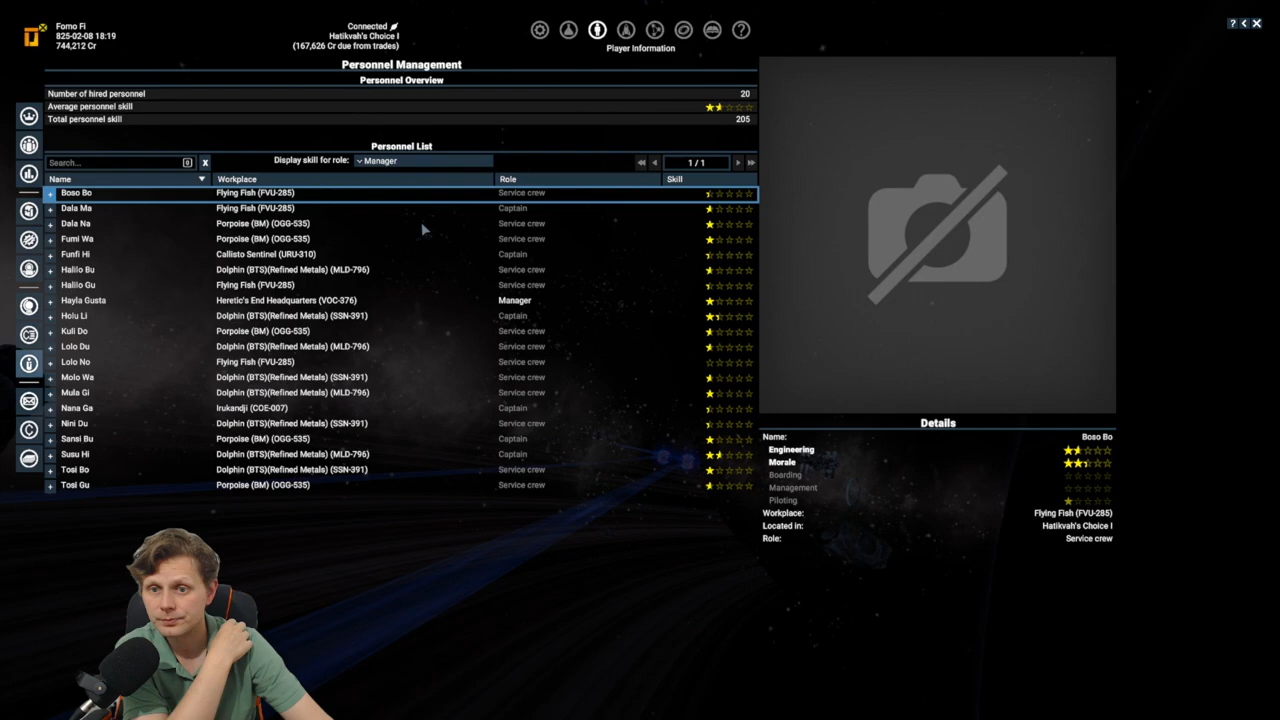 Fomo Fi
825-02-08 18:19
744,212 Cr
Connected
Hatikvah's Choice I
(167,626 Cr due from trades)
Player Information
? < X
Personnel Management
Personnel Overview
Number of hired personnel 20
Average personnel skill
Total personnel skill 205
Personnel List
Search... x Display skill for role: Manager 1 / 1
Name Workplace Role Skill
+ Boso Bo Flying Fish (FVU-285) Service crew
+ Dala Ma Flying Fish (FVU-285) Captain
+ Dala Na Porpoise (BM) (OGG-535) Service crew
+ Fumi Wa Porpoise (BM) (OGG-535) Service crew
+ Funfi Hi Callisto Sentinel (URU-310) Captain
+ Halilo Bu Dolphin (BTS)(Refined Metals) (MLD-796) Service crew
+ Halilo Gu Flying Fish (FVU-285) Service crew
+ Hayla Gusta Heretic's End Headquarters (VOC-376) Manager
+ Holu Li Dolphin (BTS)(Refined Metals) (SSN-391) Captain
+ Kuli Do Porpoise (BM) (OGG-535) Service crew
+ Lolo Du Dolphin (BTS)(Refined Metals) (MLD-796) Service crew
+ Lolo No Flying Fish (FVU-285) Service crew
+ Molo Wa Dolphin (BTS)(Refined Metals) (SSN-391) Service crew
+ Mula Gi Dolphin (BTS)(Refined Metals) (MLD-796) Service crew
+ Nana Ga Irukandji (COE-007) Captain
+ Nini Du Dolphin (BTS)(Refined Metals) (SSN-391) Service crew
+ Sansi Bu Porpoise (BM) (OGG-535) Captain
+ Susu Hi Dolphin (BTS)(Refined Metals) (MLD-796) Captain
+ Tosi Bo Dolphin (BTS)(Refined Metals) (SSN-391) Service crew
+ Tosi Gu Porpoise (BM) (OGG-535) Service crew
Details
Name: Boso Bo
Engineering
Morale
Boarding
Management
Piloting
Workplace: Flying Fish (FVU-285)
Located in: Hatikvah's Choice I
Role: Service crew